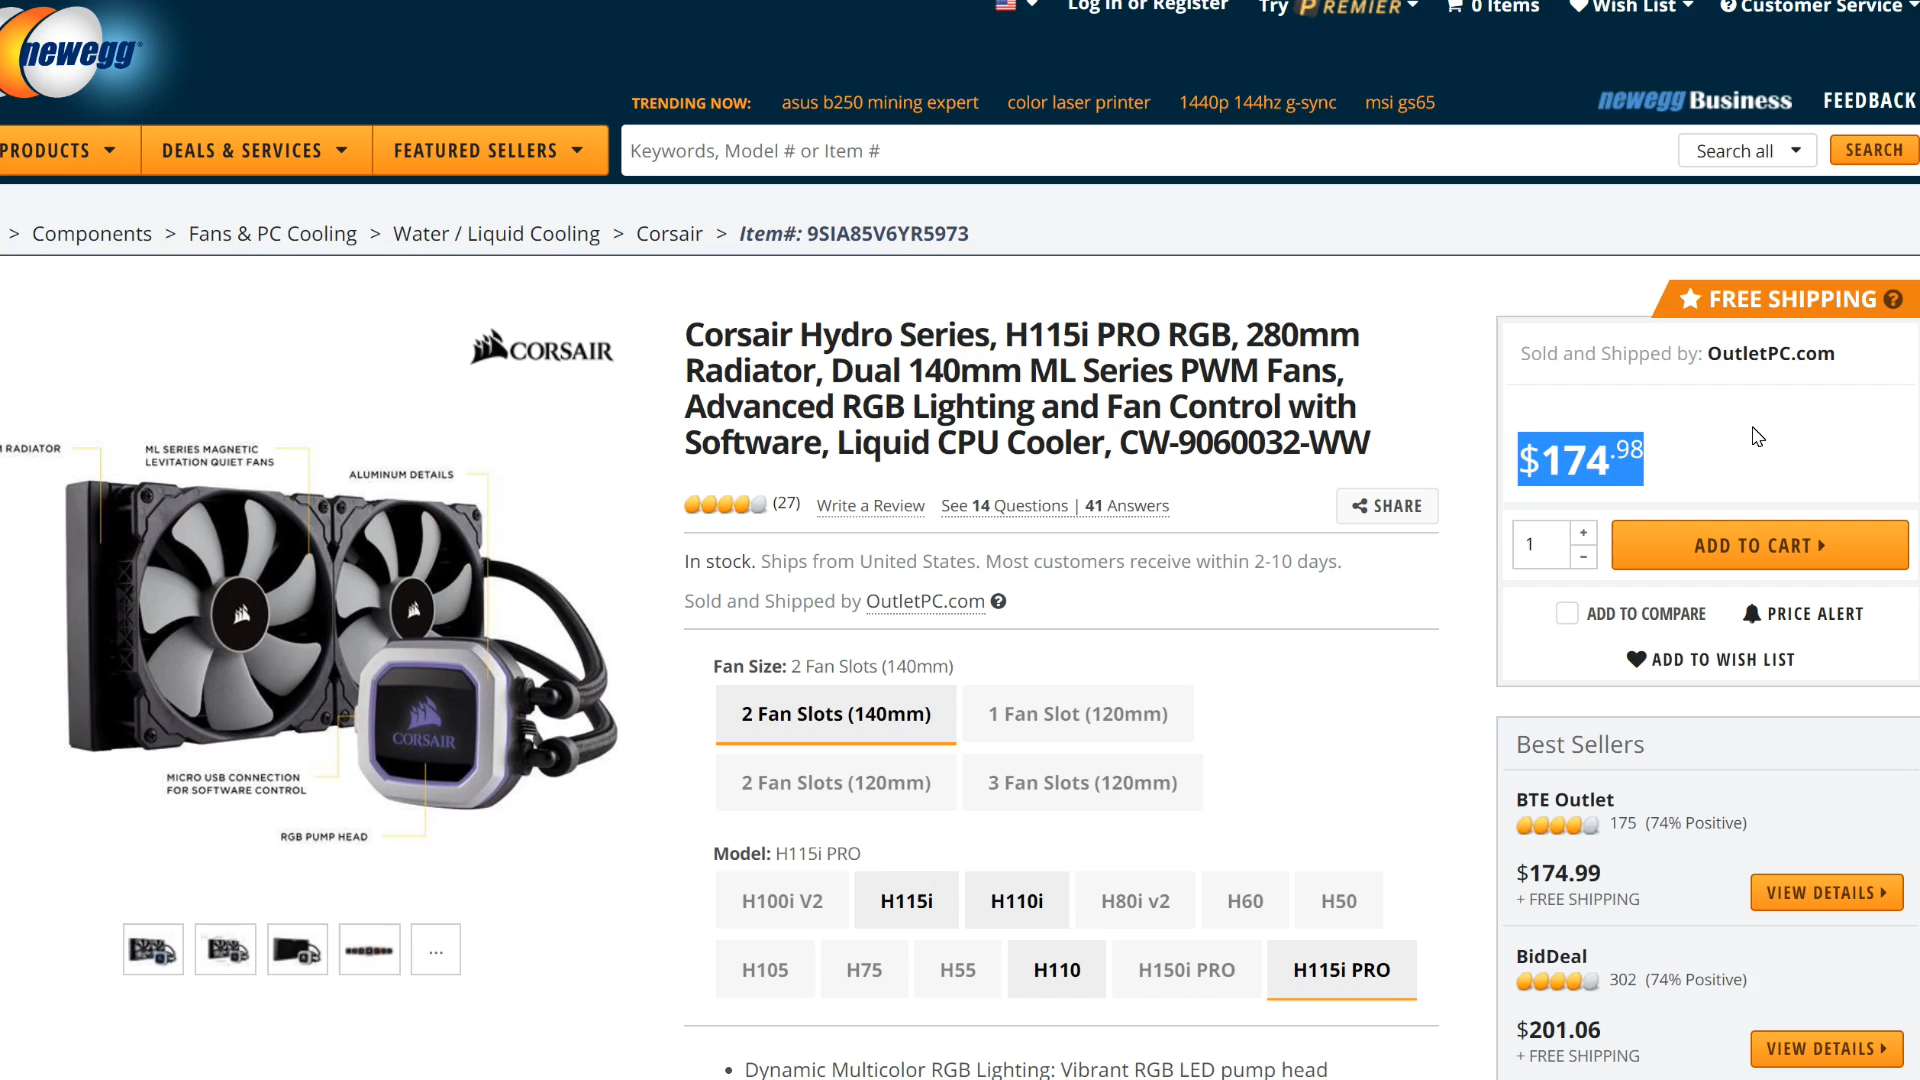 Log in or Register
Try PREMIER
0 Items
Wish List
Customer Service
newegg
TRENDING NOW: asus b250 mining expert color laser printer 1440p 144hz g-sync msi gs65
newegg Business
FEEDBACK
PRODUCTS
DEALS & SERVICES
FEATURED SELLERS
Keywords, Model # or Item #
Search all
SEARCH
> Components > Fans & PC Cooling > Water / Liquid Cooling > Corsair > Item#: 9SIA85V6YR5973
CORSAIR
RADIATOR
ML SERIES MAGNETIC
LEVITATION QUIET FANS
ALUMINUM DETAILS
CORSAIR
MICRO USB CONNECTION
FOR SOFTWARE CONTROL
RGB PUMP HEAD
...
Corsair Hydro Series, H115i PRO RGB, 280mm
Radiator, Dual 140mm ML Series PWM Fans,
Advanced RGB Lighting and Fan Control with
Software, Liquid CPU Cooler, CW-9060032-WW
(27) Write a Review See 14 Questions | 41 Answers
SHARE
In stock. Ships from United States. Most customers receive within 2-10 days.
Sold and Shipped by OutletPC.com
Fan Size: 2 Fan Slots (140mm)
2 Fan Slots (140mm)
1 Fan Slot (120mm)
2 Fan Slots (120mm)
3 Fan Slots (120mm)
Model: H115i PRO
H100i V2
H115i
H110i
H80i v2
H60
H50
H105
H75
H55
H110
H150i PRO
H115i PRO
• Dynamic Multicolor RGB Lighting: Vibrant RGB LED pump head
FREE SHIPPING
Sold and Shipped by: OutletPC.com
$174.98
1
+
-
ADD TO CART
ADD TO COMPARE
PRICE ALERT
ADD TO WISH LIST
Best Sellers
BTE Outlet
175 (74% Positive)
$174.99
+ FREE SHIPPING
VIEW DETAILS
BidDeal
302 (74% Positive)
$201.06
+ FREE SHIPPING
VIEW DETAILS